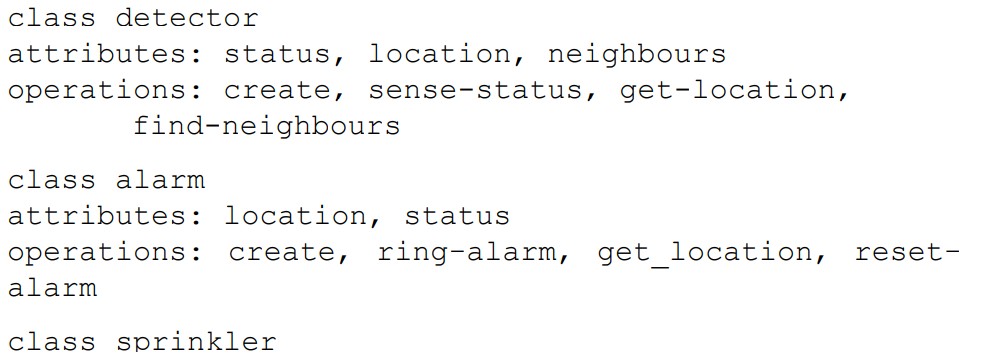 class detector
attributes: status, location, neighbours
operations: create, sense-status, get-location,
find-neighbours
class alarm
attributes: location, status
operations: create, ring-alarm, get_location, reset-
alarm
class sprinkler